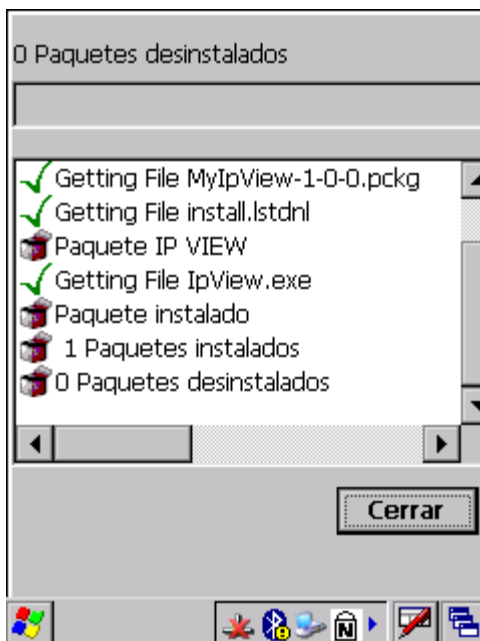 0 Paquetes desinstalados
Getting File MyIpView-1-0-0.pckg
Getting File install.lstdnl
Paquete IP VIEW
Getting File IpView.exe
Paquete instalado
1 Paquetes instalados
0 Paquetes desinstalados
Cerrar
N